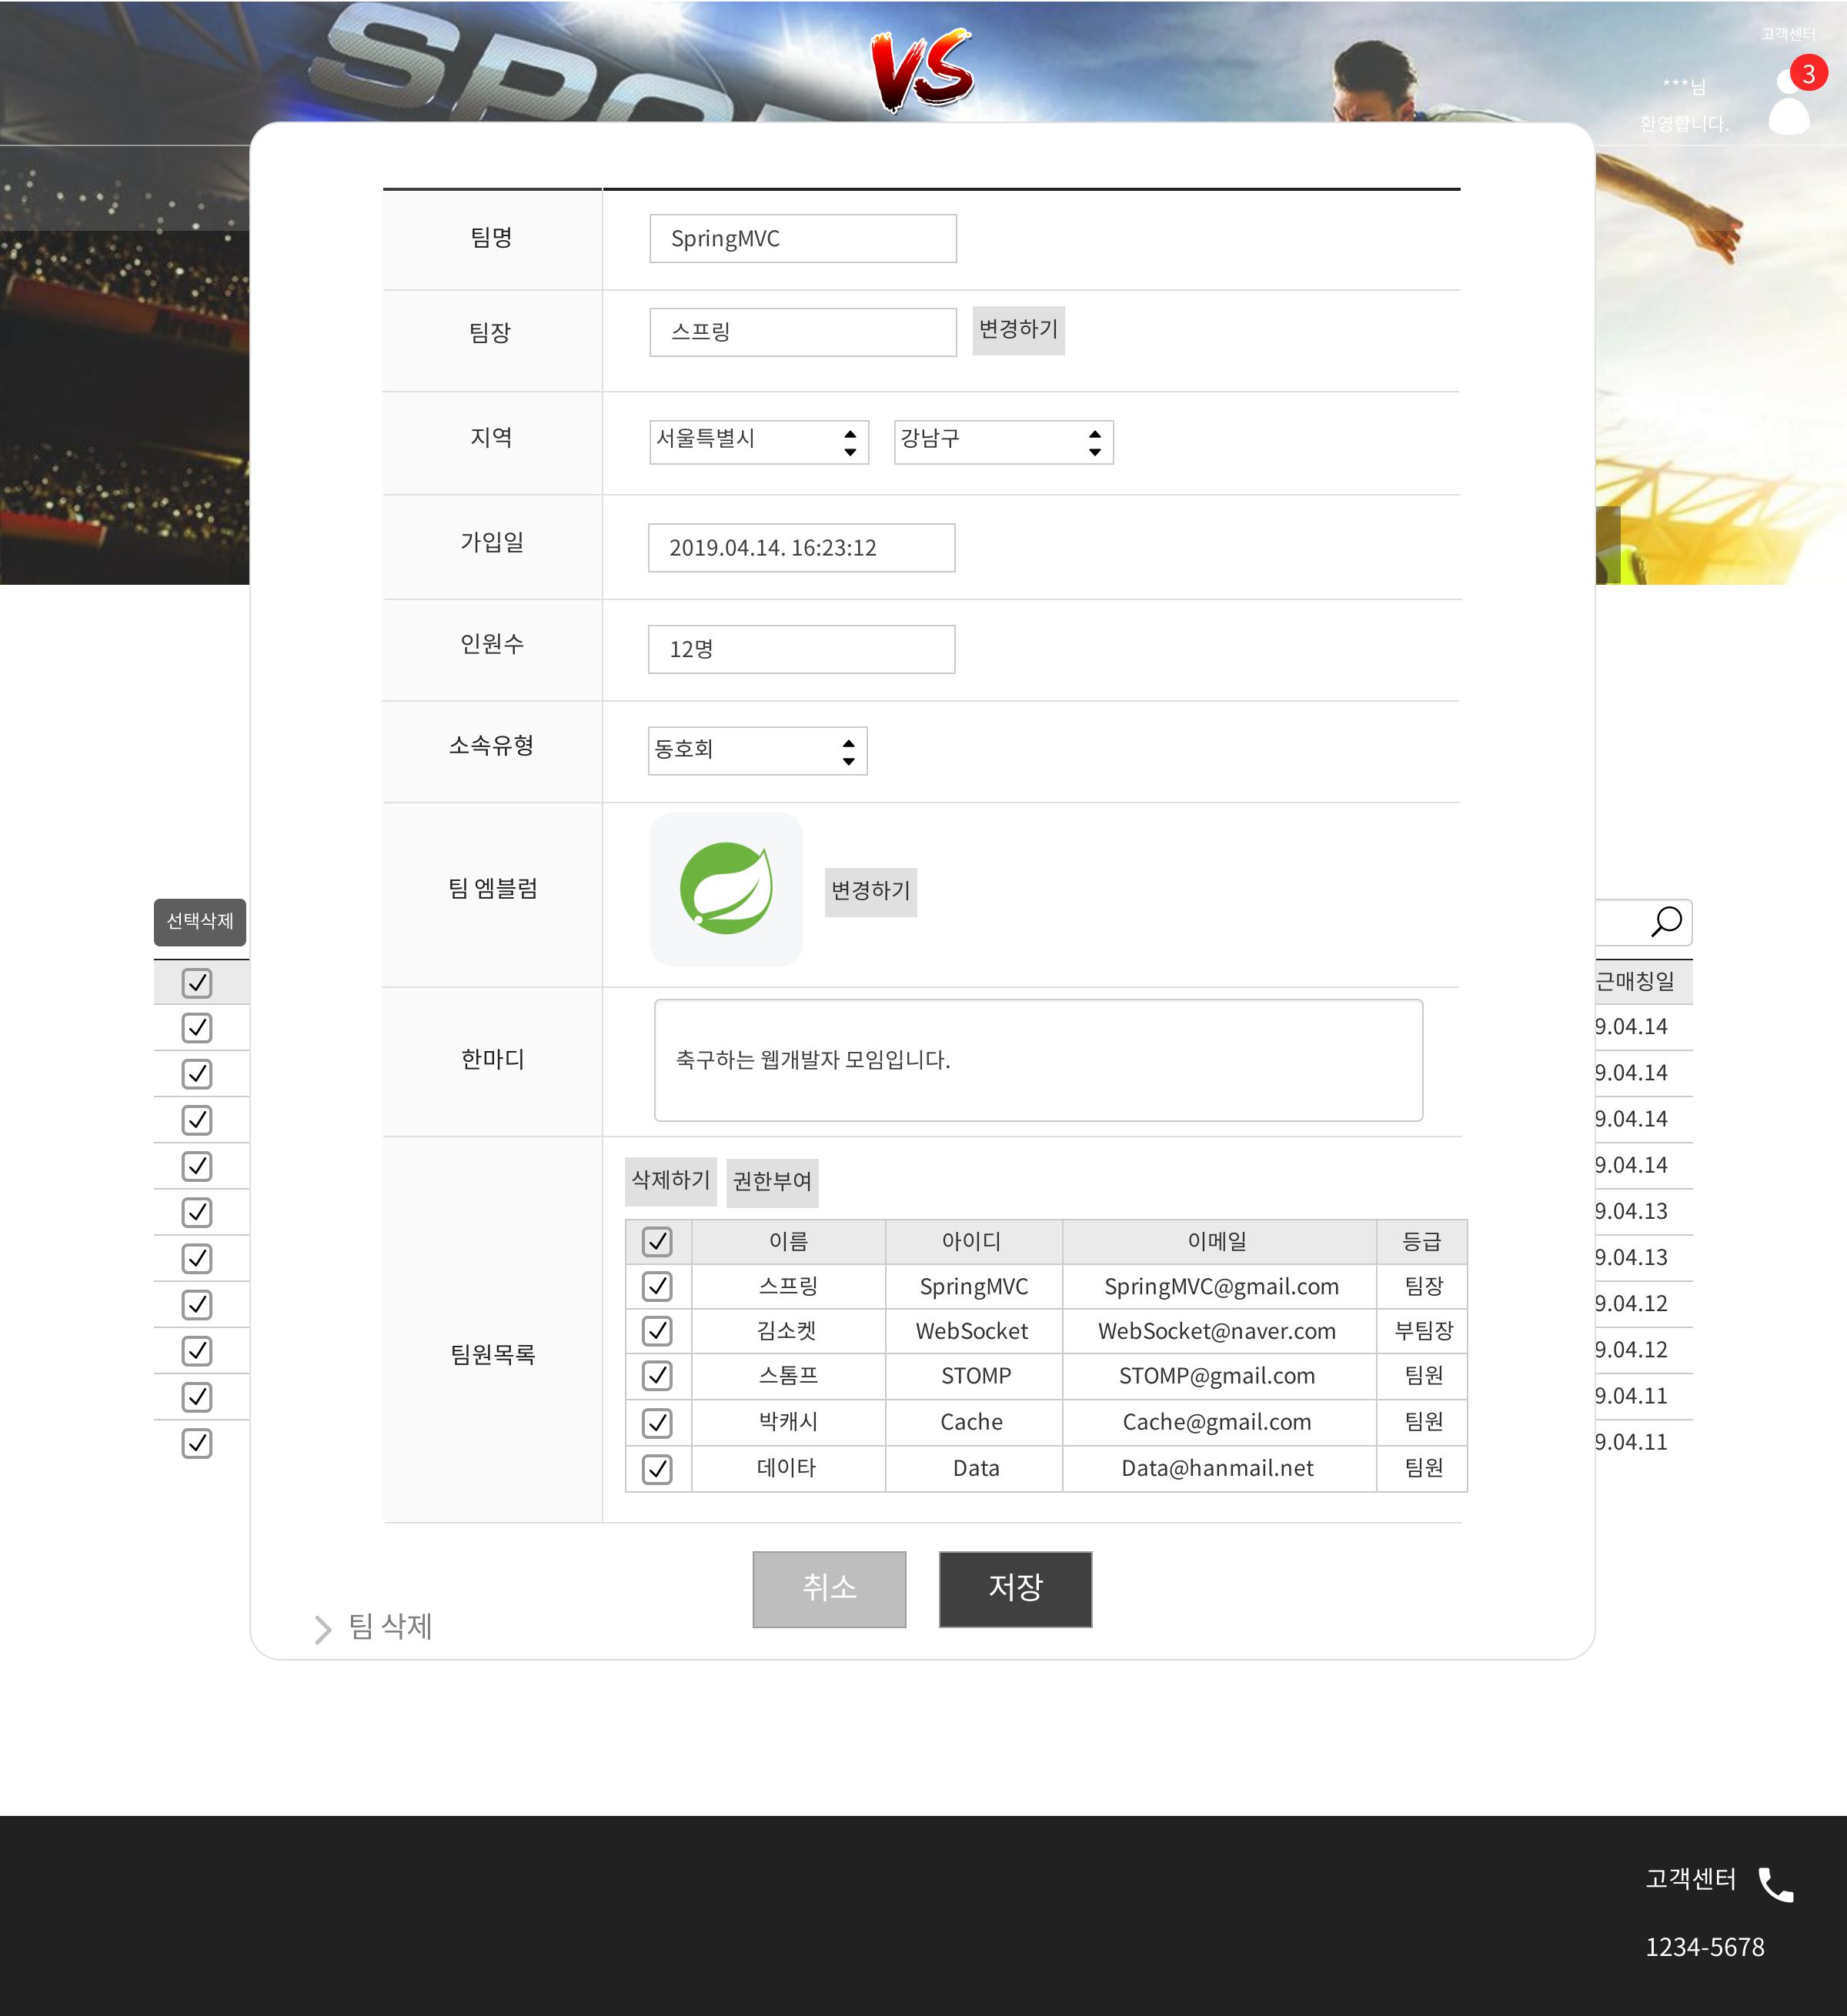 SPO
VS
고객센터
3
***님
환영합니다.
팀명
SpringMVC
팀장
스프링
변경하기
지역
서울특별시
강남구
가입일
2019.04.14. 16:23:12
인원수
12명
소속유형
동호회
팀 엠블럼
변경하기
선택삭제
근매칭일
9.04.14
9.04.14
9.04.14
9.04.14
9.04.13
9.04.13
9.04.12
9.04.12
9.04.11
9.04.11
한마디
축구하는 웹개발자 모임입니다.
팀원목록
삭제하기 권한부여
이름 아이디 이메일 등급
스프링 SpringMVC SpringMVC@gmail.com 팀장
김소켓 WebSocket WebSocket@naver.com 부팀장
스톰프 STOMP STOMP@gmail.com 팀원
박캐시 Cache Cache@gmail.com 팀원
데이타 Data Data@hanmail.net 팀원
취소
저장
팀 삭제
고객센터
1234-5678